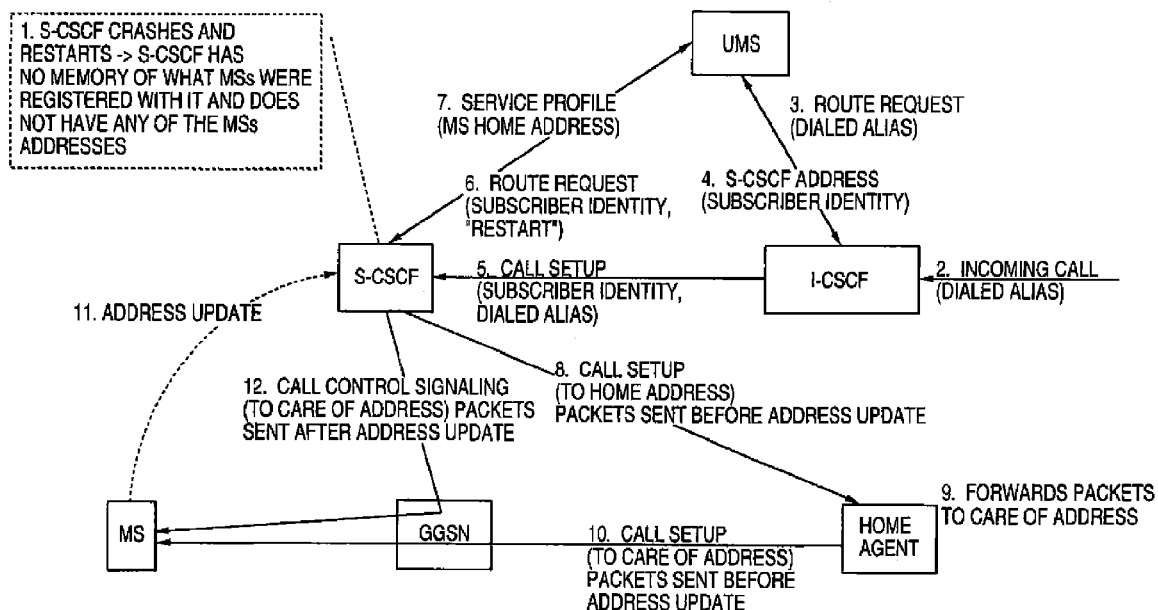 1. S-CSCF CRASHES AND
RESTARTS -> S-CSCF HAS
NO MEMORY OF WHAT MSs WERE
REGISTERED WITH IT AND DOES
NOT HAVE ANY OF THE MSs
ADDRESSES
UMS
7. SERVICE PROFILE
(MS HOME ADDRESS)
3. ROUTE REQUEST
(DIALED ALIAS)
6. ROUTE REQUEST
(SUBSCRIBER IDENTITY,
"RESTART")
4. S-CSCF ADDRESS
(SUBSCRIBER IDENTITY)
S-CSCF
5. CALL SETUP
(SUBSCRIBER IDENTITY,
DIALED ALIAS)
I-CSCF
2. INCOMING CALL
(DIALED ALIAS)
11. ADDRESS UPDATE
12. CALL CONTROL SIGNALING
(TO CARE OF ADDRESS) PACKETS
SENT AFTER ADDRESS UPDATE
8. CALL SETUP
(TO HOME ADDRESS)
PACKETS SENT BEFORE ADDRESS UPDATE
9. FORWARDS PACKETS
TO CARE OF ADDRESS
MS
GGSN
10. CALL SETUP
(TO CARE OF ADDRESS)
PACKETS SENT BEFORE
ADDRESS UPDATE
HOME
AGENT